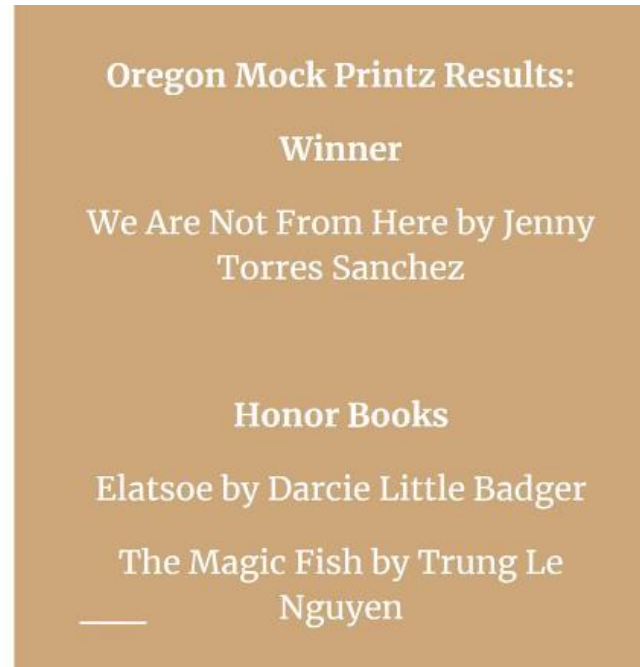 Oregon Mock Printz Results:
Winner
We Are Not From Here by Jenny
Torres Sanchez
Honor Books
Elatsoe by Darcie Little Badger
The Magic Fish by Trung Le
Nguyen